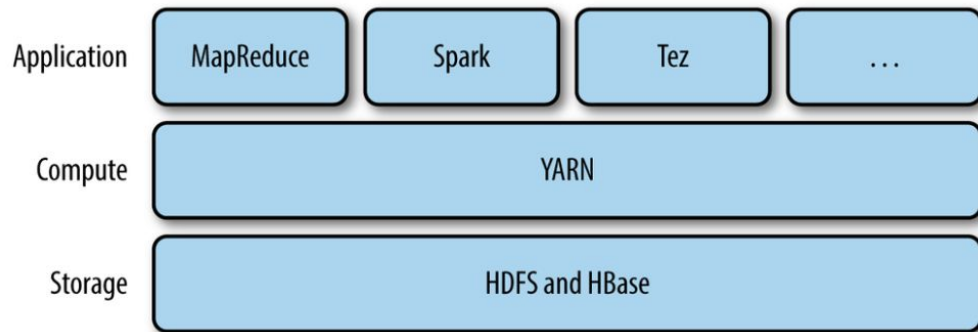 Application MapReduce Spark Tez ...
Compute YARN
Storage HDFS and HBase